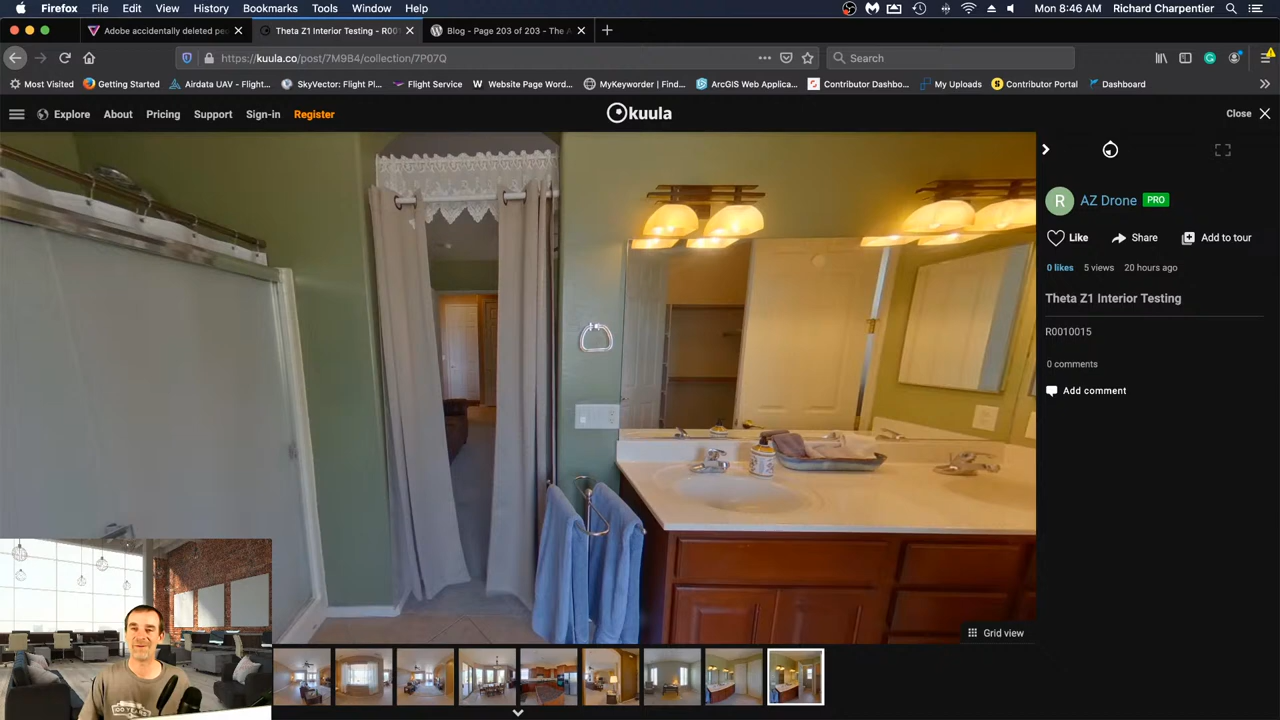 Firefox File Edit View History Bookmarks Tools Window Help Mon 8:46 AM Richard Charpentier
Adobe accidentally deleted pe Theta Z1 Interior Testing - R001 Blog - Page 203 of 203 - The A
https://kuula.co/post/7M9B4/collection/7P07Q Search
Most Visited Getting Started Airdata UAV - Flight... SkyVector: Flight Pl... Flight Service Website Page Word... MyKeyworder | Find... ArcGIS Web Applica... Contributor Dashbo... My Uploads Contributor Portal Dashboard
Explore About Pricing Support Sign-in Register kuula Close
R AZ Drone PRO
Like Share Add to tour
0 likes 5 views 20 hours ago
Theta Z1 Interior Testing
R0010015
0 comments
Add comment
Grid view